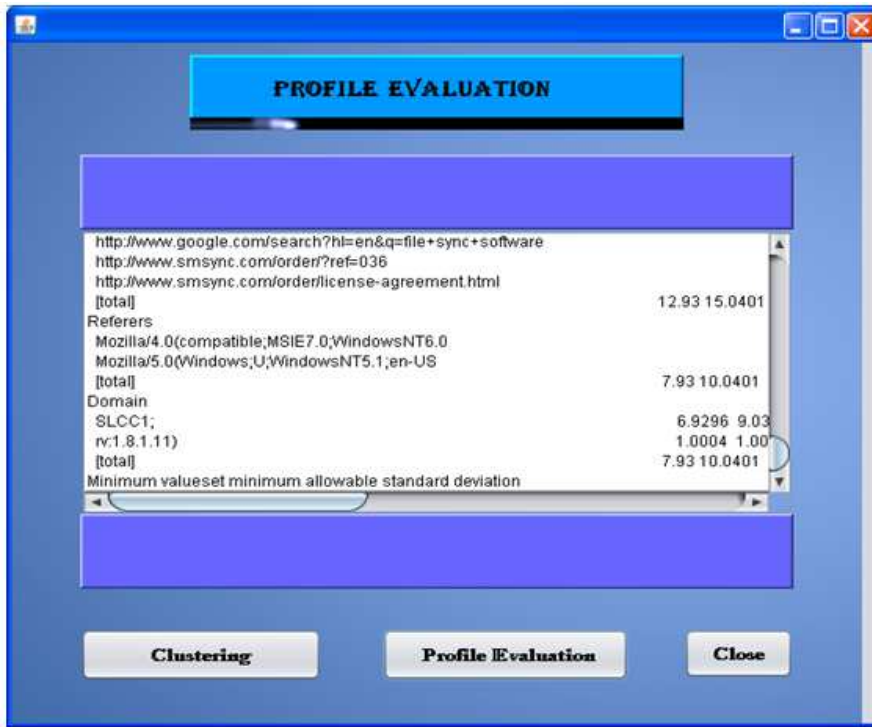 PROFILE EVALUATION
http://www.google.com/search?hl=en&q=file+sync+software
http://www.smsync.com/order/?ref=036
http://www.smsync.com/order/license-agreement.html
[total] 12.93 15.0401
Referers
Mozilla/4.0(compatible;MSIE7.0;WindowsNT6.0
Mozilla/5.0(Windows;U;WindowsNT5.1;en-US
[total] 7.93 10.0401
Domain
SLCC1; 6.9296 9.03
rv:1.8.1.11) 1.0004 1.00
[total] 7.93 10.0401
Minimum valueset minimum allowable standard deviation
Clustering Profile Evaluation Close